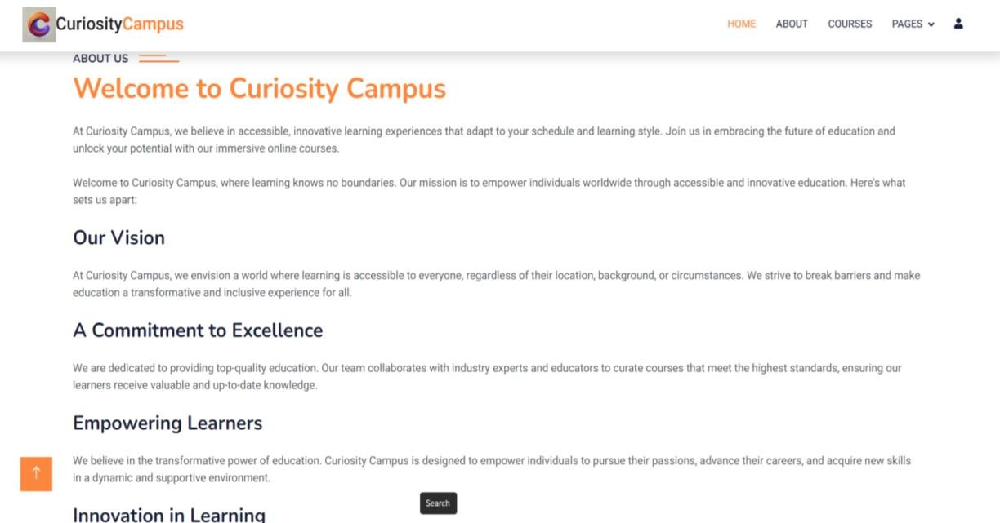 CuriosityCampus
HOME ABOUT COURSES PAGES
ABOUT US
Welcome to Curiosity Campus
At Curiosity Campus, we believe in accessible, innovative learning experiences that adapt to your schedule and learning style. Join us in embracing the future of education and
unlock your potential with our immersive online courses.
Welcome to Curiosity Campus, where learning knows no boundaries. Our mission is to empower individuals worldwide through accessible and innovative education. Here's what
sets us apart:
Our Vision
At Curiosity Campus, we envision a world where learning is accessible to everyone, regardless of their location, background, or circumstances. We strive to break barriers and make
education a transformative and inclusive experience for all.
A Commitment to Excellence
We are dedicated to providing top-quality education. Our team collaborates with industry experts and educators to curate courses that meet the highest standards, ensuring our
learners receive valuable and up-to-date knowledge.
Empowering Learners
We believe in the transformative power of education. Curiosity Campus is designed to empower individuals to pursue their passions, advance their careers, and acquire new skills
in a dynamic and supportive environment.
Search
Innovation in Learning